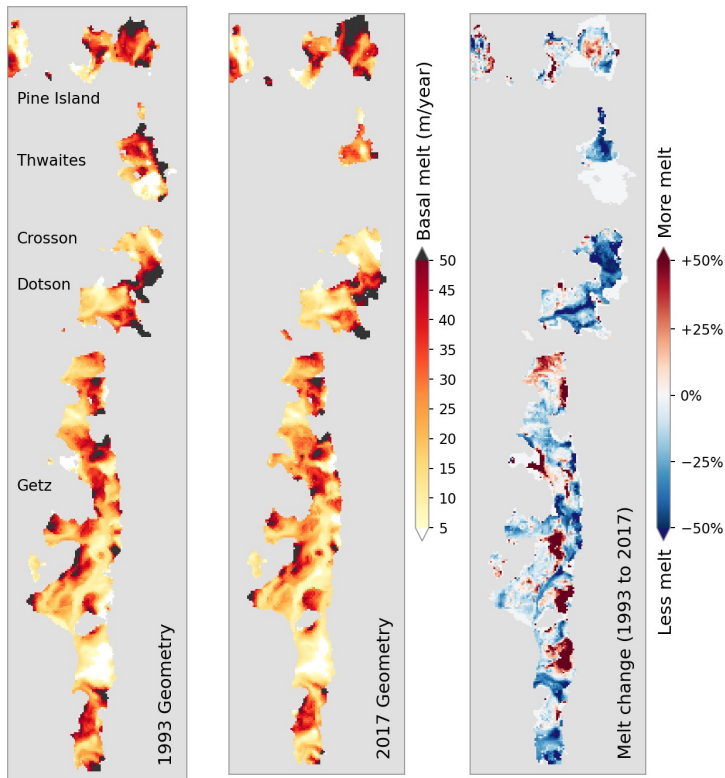 Pine Island
Thwaites
Crosson
Dotson
Getz
1993 Geometry
2017 Geometry
Basal melt (m/year)
50
45
40
35
30
25
20
15
10
5
Melt change (1993 to 2017)
More melt
+50%
+25%
0%
−25%
−50%
Less melt